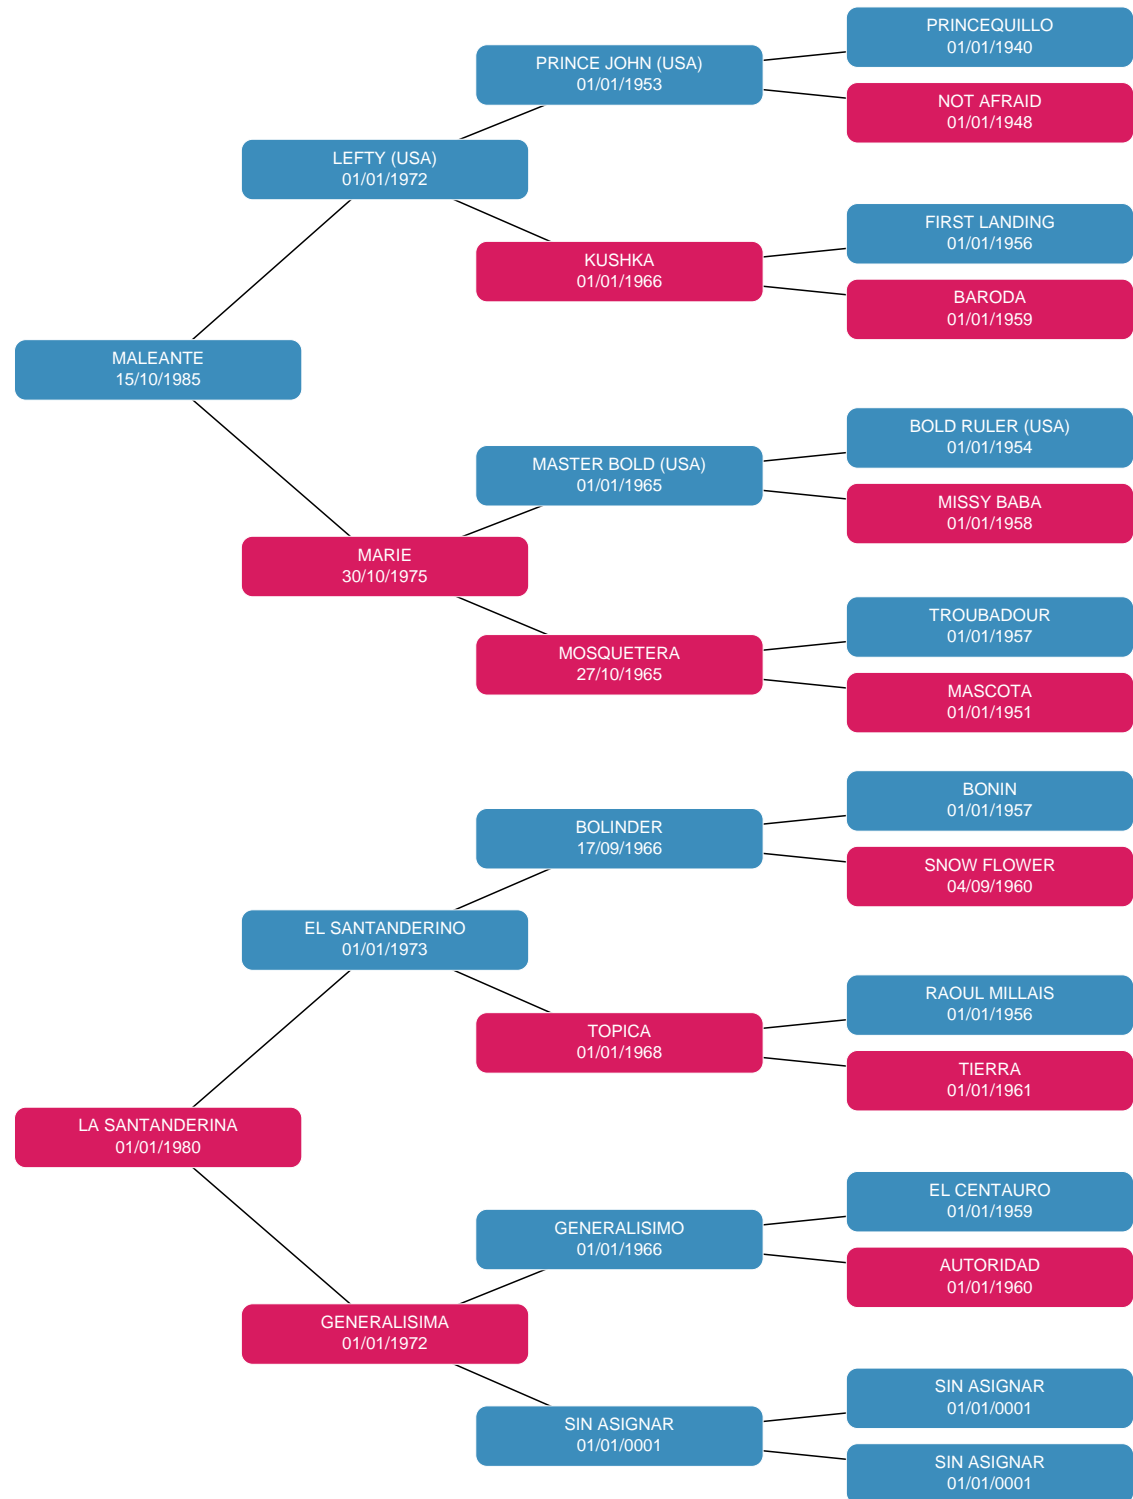 PRINCEQUILLO
01/01/1940
PRINCE JOHN (USA)
01/01/1953
NOT AFRAID
01/01/1948
LEFTY (USA)
01/01/1972
FIRST LANDING
01/01/1956
KUSHKA
01/01/1966
BARODA
01/01/1959
MALEANTE
15/10/1985
BOLD RULER (USA)
01/01/1954
MASTER BOLD (USA)
01/01/1965
MISSY BABA
01/01/1958
MARIE
30/10/1975
TROUBADOUR
01/01/1957
MOSQUETERA
27/10/1965
MASCOTA
01/01/1951
BONIN
01/01/1957
BOLINDER
17/09/1966
SNOW FLOWER
04/09/1960
EL SANTANDERINO
01/01/1973
RAOUL MILLAIS
01/01/1956
TOPICA
01/01/1968
TIERRA
01/01/1961
LA SANTANDERINA
01/01/1980
EL CENTAURO
01/01/1959
GENERALISIMO
01/01/1966
AUTORIDAD
01/01/1960
GENERALISIMA
01/01/1972
SIN ASIGNAR
01/01/0001
SIN ASIGNAR
01/01/0001
SIN ASIGNAR
01/01/0001